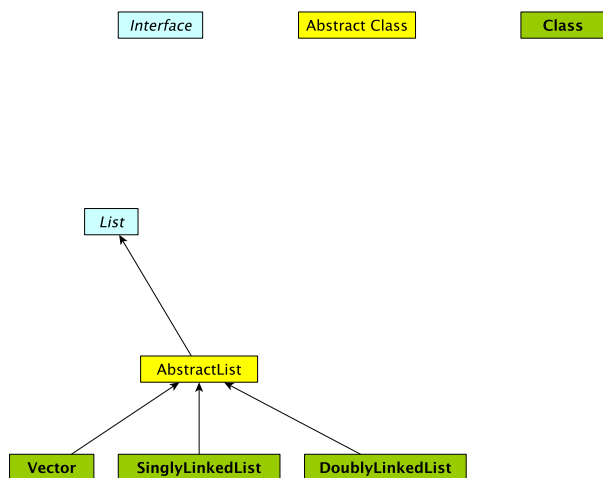 Interface
Abstract Class
Class
List
AbstractList
Vector
SinglyLinkedList
DoublyLinkedList